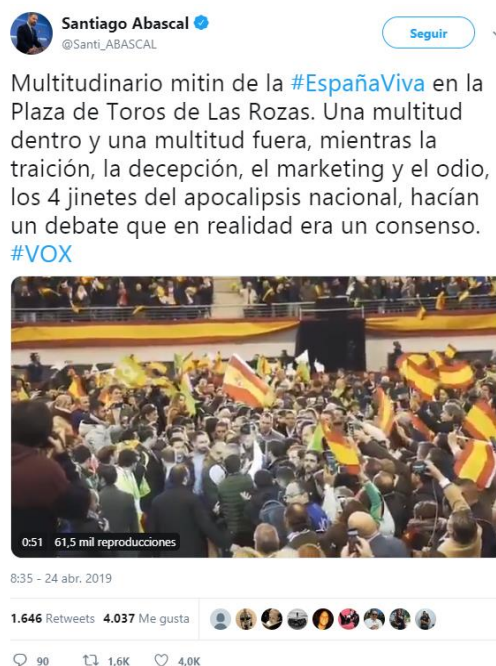 Santiago Abascal
@Santi_ABASCAL
Seguir
Multitudinario mitin de la #EspañaViva en la
Plaza de Toros de Las Rozas. Una multitud
dentro y una multitud fuera, mientras la
traición, la decepción, el marketing y el odio,
los 4 jinetes del apocalipsis nacional, hacían
un debate que en realidad era un consenso.
#VOX
0:51 61,5 mil reproducciones
8:35 - 24 abr. 2019
1.646 Retweets 4.037 Me gusta
90 1.6K 4,0K